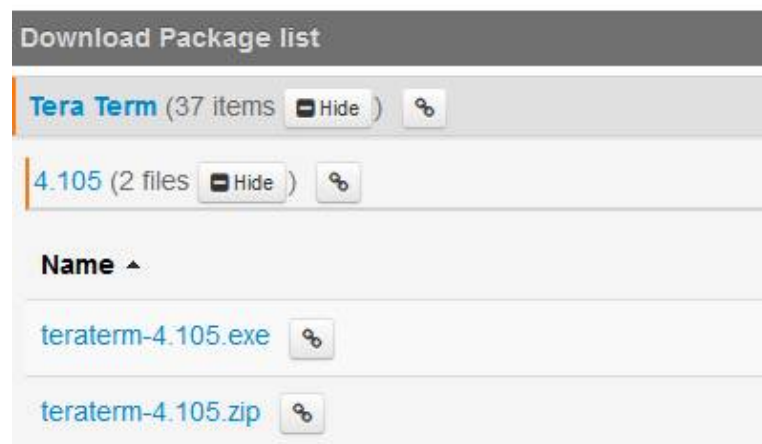 Download Package list
Tera Term (37 items Hide )
4.105 (2 files Hide )
Name
teraterm-4.105.exe
teraterm-4.105.zip